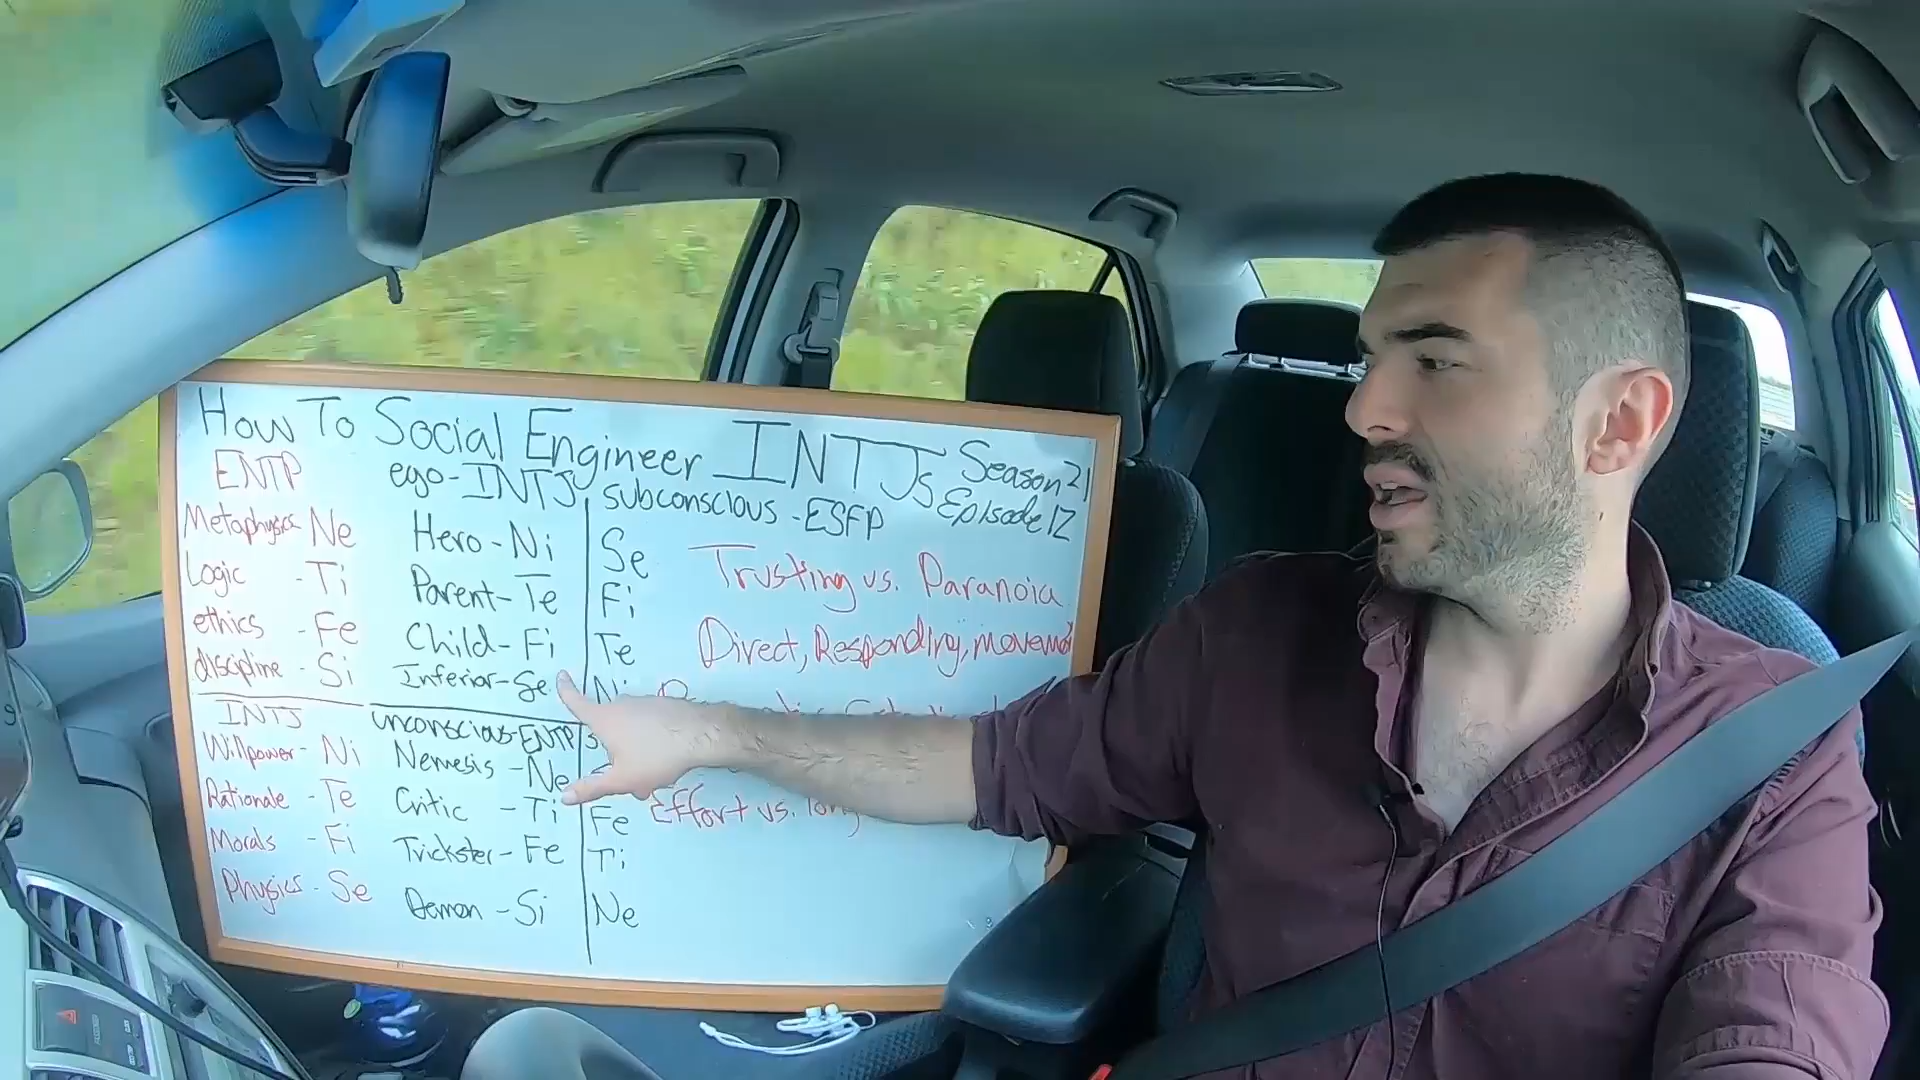 How To Social Engineer INTJs
Season 21
Episode 12
ENTP
Metaphysics Ne
Logic - Ti
ethics - Fe
discipline - Si
INTJ
Willpower - Ni
Rationale - Te
Morals - Fi
Physics - Se
ego - INTJ
Hero - Ni
Parent - Te
Child - Fi
Inferior - Se
unconscious - ENTP
Nemesis - Ne
Critic - Ti
Trickster - Fe
Demon - Si
subconscious - ESFP
Se
Fi
Te
Ni
Fe
Ti
Ne
Trusting vs. Paranoia
Direct, Responding, movement
Effort vs.